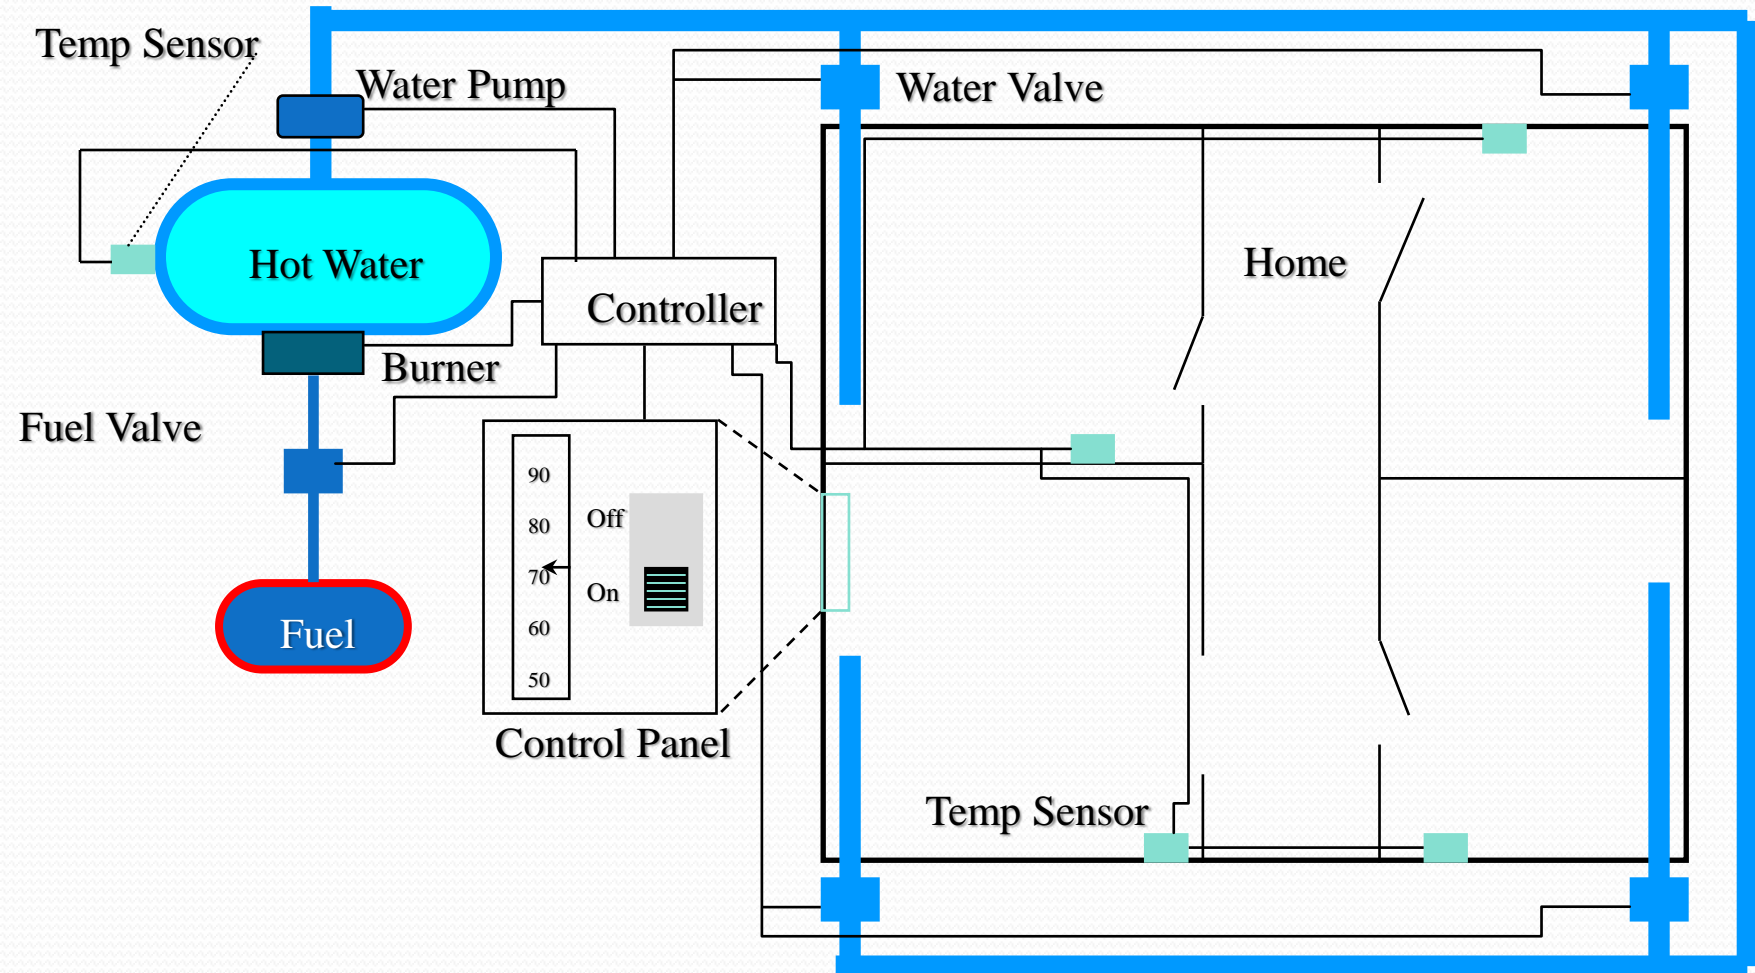 Temp Sensor
Water Pump
Water Valve
Hot Water
Home
Controller
Burner
Fuel Valve
90
80
70
60
50
Off
On
Fuel
Control Panel
Temp Sensor